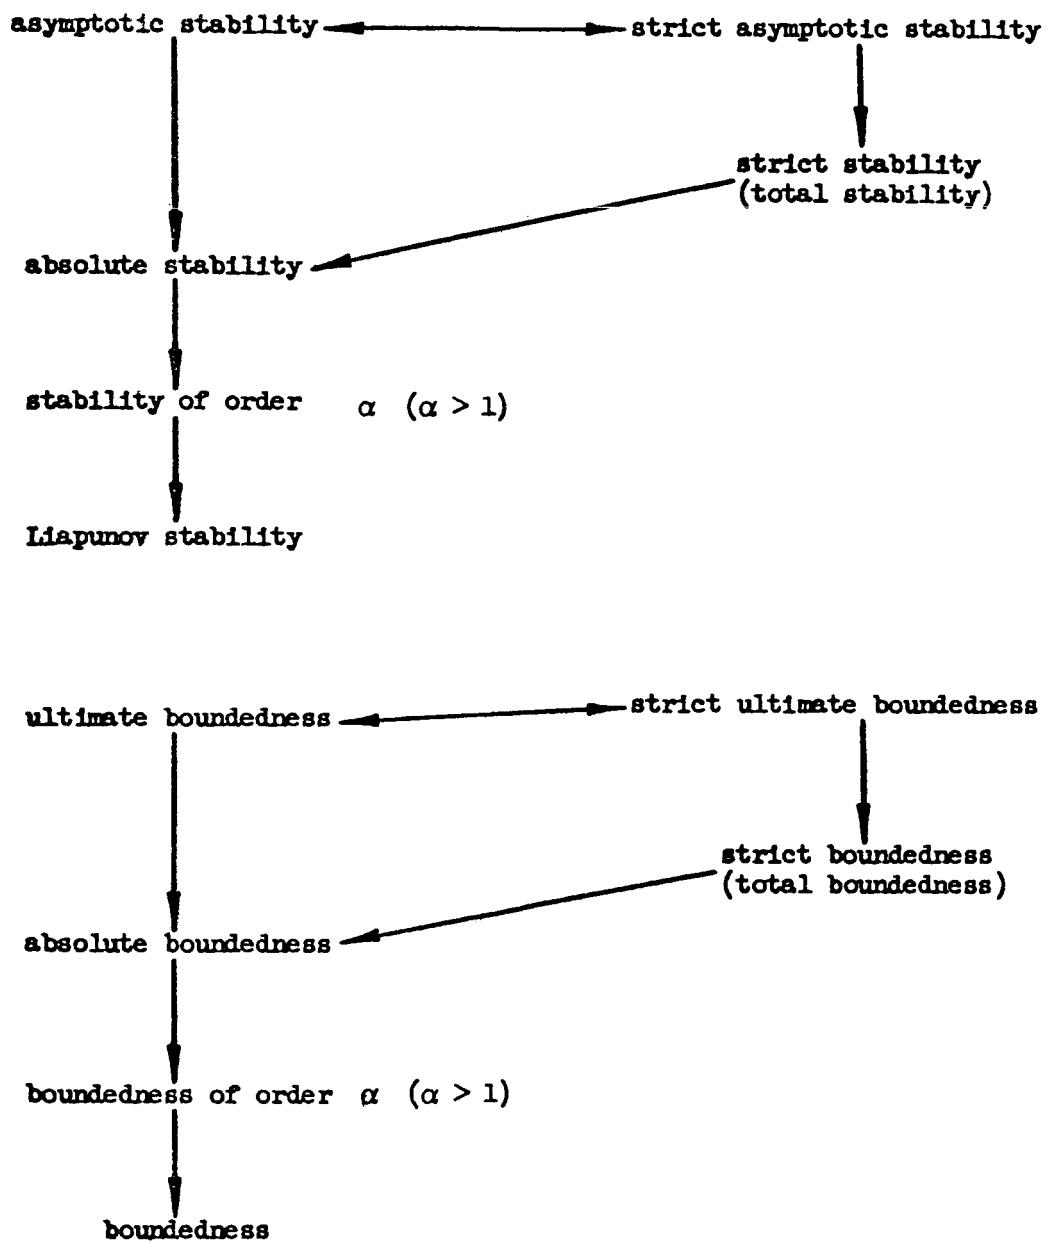 asymptotic stability
strict asymptotic stability
strict stability
(total stability)
absolute stability
stability of order α (α > 1)
Liapunov stability
ultimate boundedness
strict ultimate boundedness
strict boundedness
(total boundedness)
absolute boundedness
boundedness of order α (α > 1)
boundedness